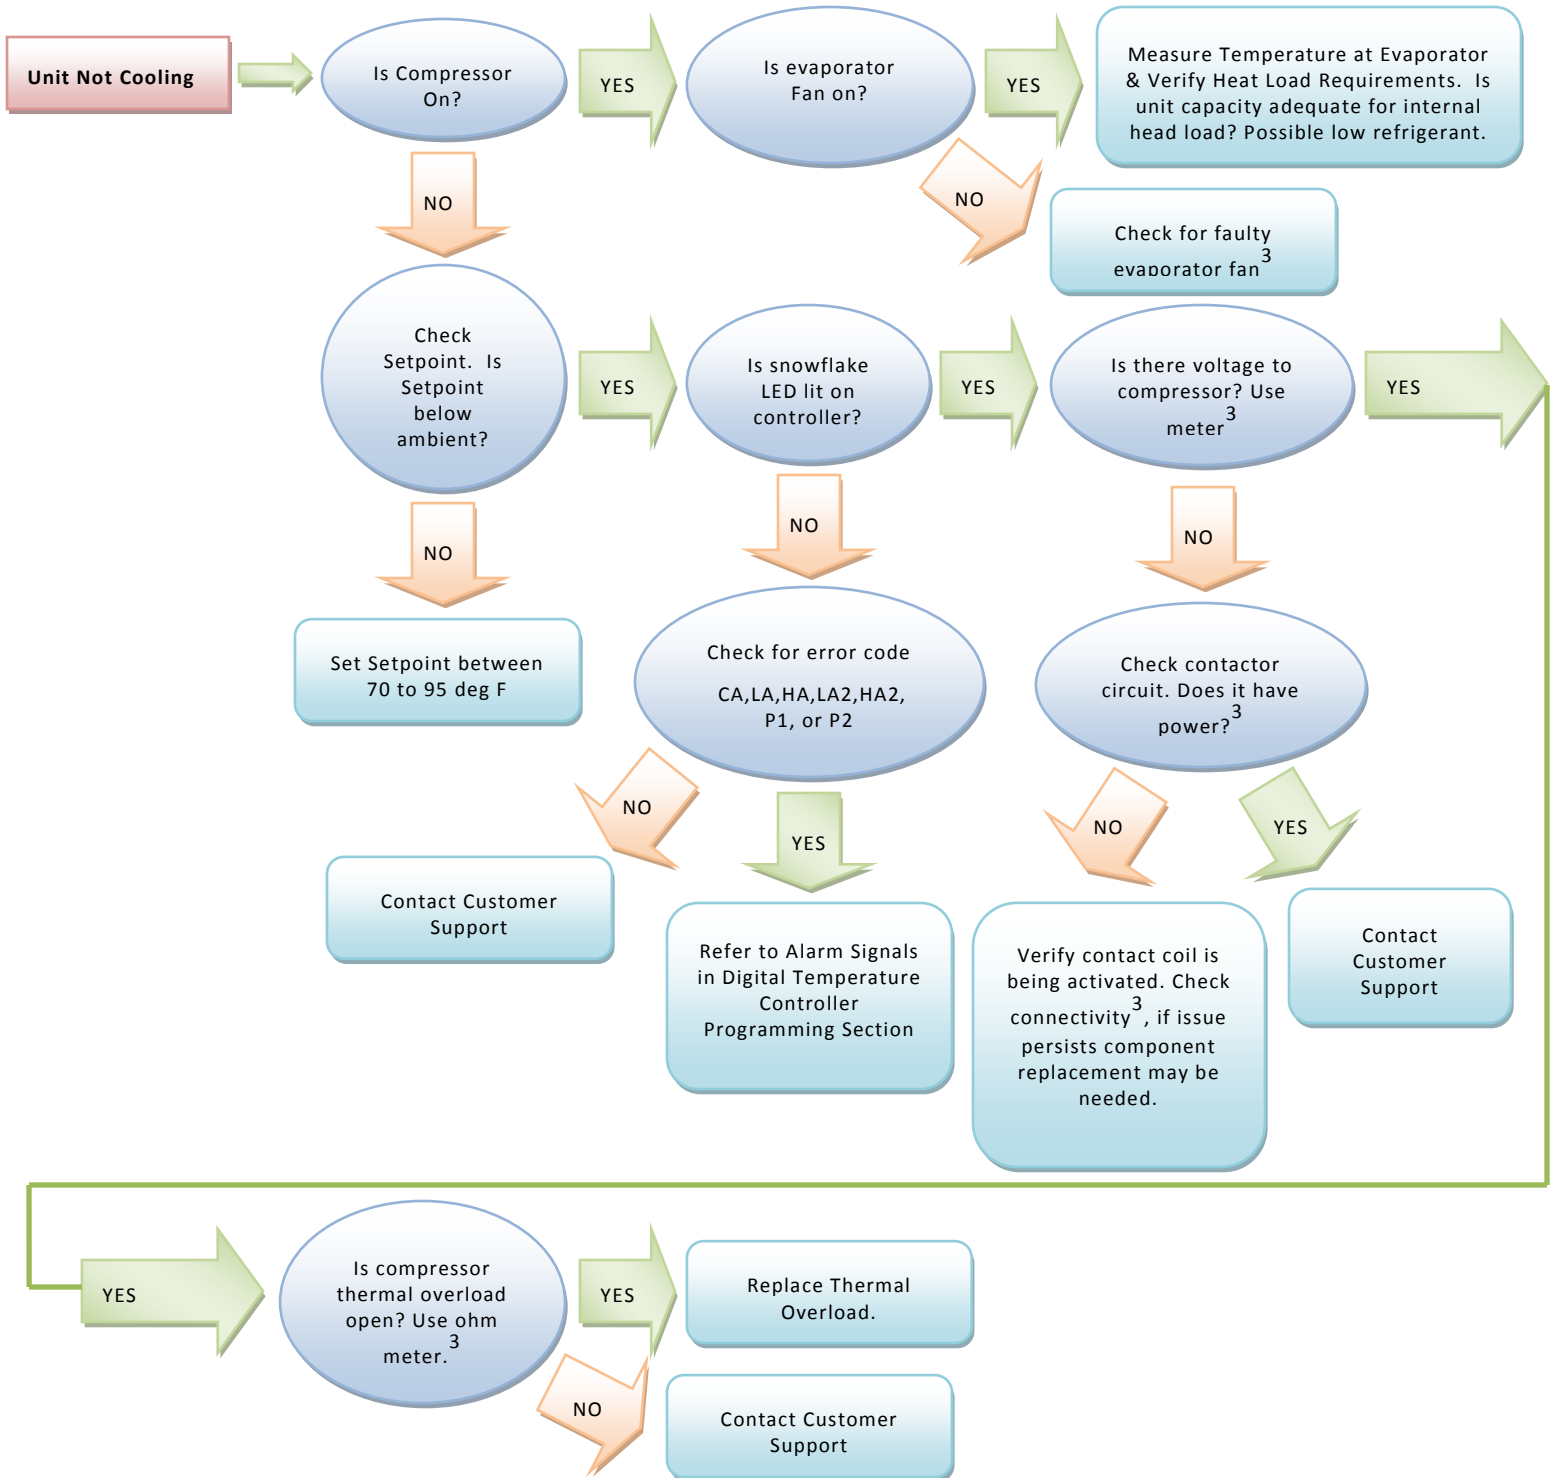 Unit Not Cooling
Is Compressor
On?
YES
Is evaporator
Fan on?
YES
Measure Temperature at Evaporator
& Verify Heat Load Requirements. Is
unit capacity adequate for internal
head load? Possible low refrigerant.
NO
NO
Check for faulty
evaporator fan3
Check
Setpoint. Is
Setpoint
below
ambient?
YES
Is snowflake
LED lit on
controller?
YES
Is there voltage to
compressor? Use
meter3
YES
NO
NO
NO
Set Setpoint between
70 to 95 deg F
Check for error code
CA,LA,HA,LA2,HA2,
P1, or P2
Check contactor
circuit. Does it have
power?3
NO
YES
NO
YES
Contact Customer
Support
Refer to Alarm Signals
in Digital Temperature
Controller
Programming Section
Verify contact coil is
being activated. Check
connectivity3, if issue
persists component
replacement may be
needed.
Contact
Customer
Support
YES
Is compressor
thermal overload
open? Use ohm
meter.3
YES
Replace Thermal
Overload.
NO
Contact Customer
Support